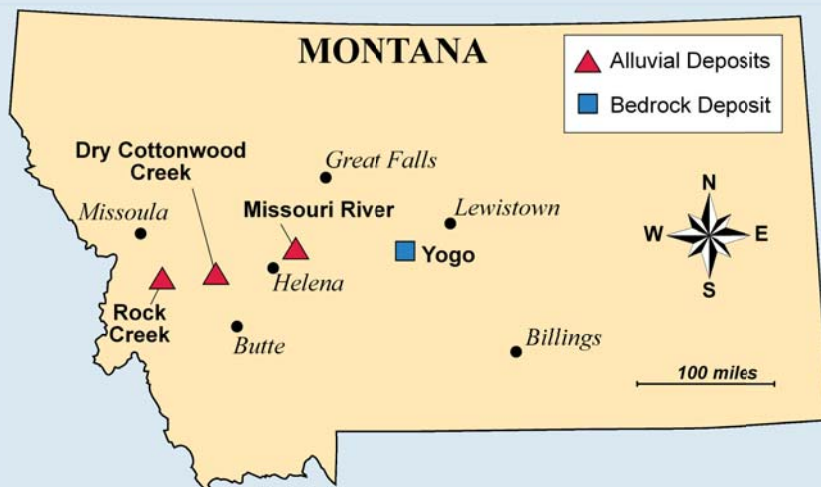 MONTANA
Alluvial Deposits
Bedrock Deposit
Dry Cottonwood
Creek
Great Falls
Missoula
Missouri River
Lewistown
N
W
E
S
Yogo
Helena
Rock
Creek
Butte
Billings
100 miles